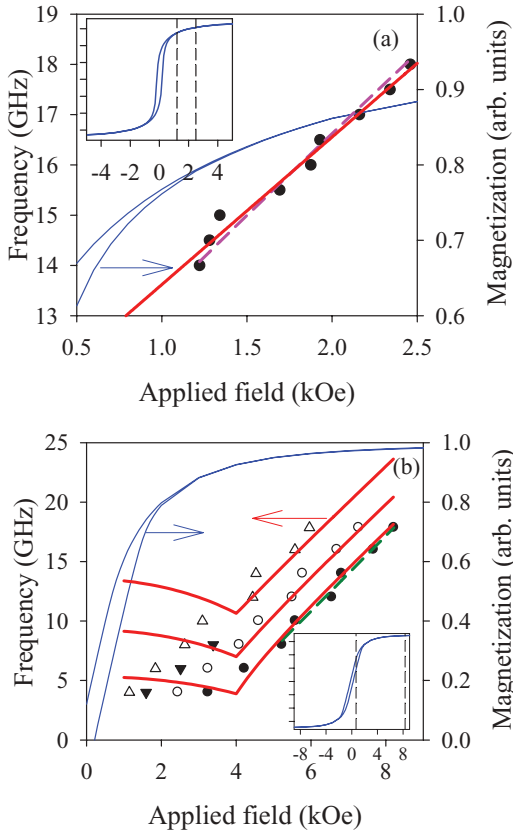 (a)
Frequency (GHz)
19
18
17
16
15
14
13
Magnetization (arb. units)
1.0
0.9
0.8
0.7
0.6
-4 -2 0 2 4
0.5 1.0 1.5 2.0 2.5
Applied field (kOe)
(b)
Frequency (GHz)
25
20
15
10
5
0
Magnetization (arb. units)
1.0
0.8
0.6
0.4
0.2
0.0
-8 -4 0 4 8
0 2 4 6 8
Applied field (kOe)